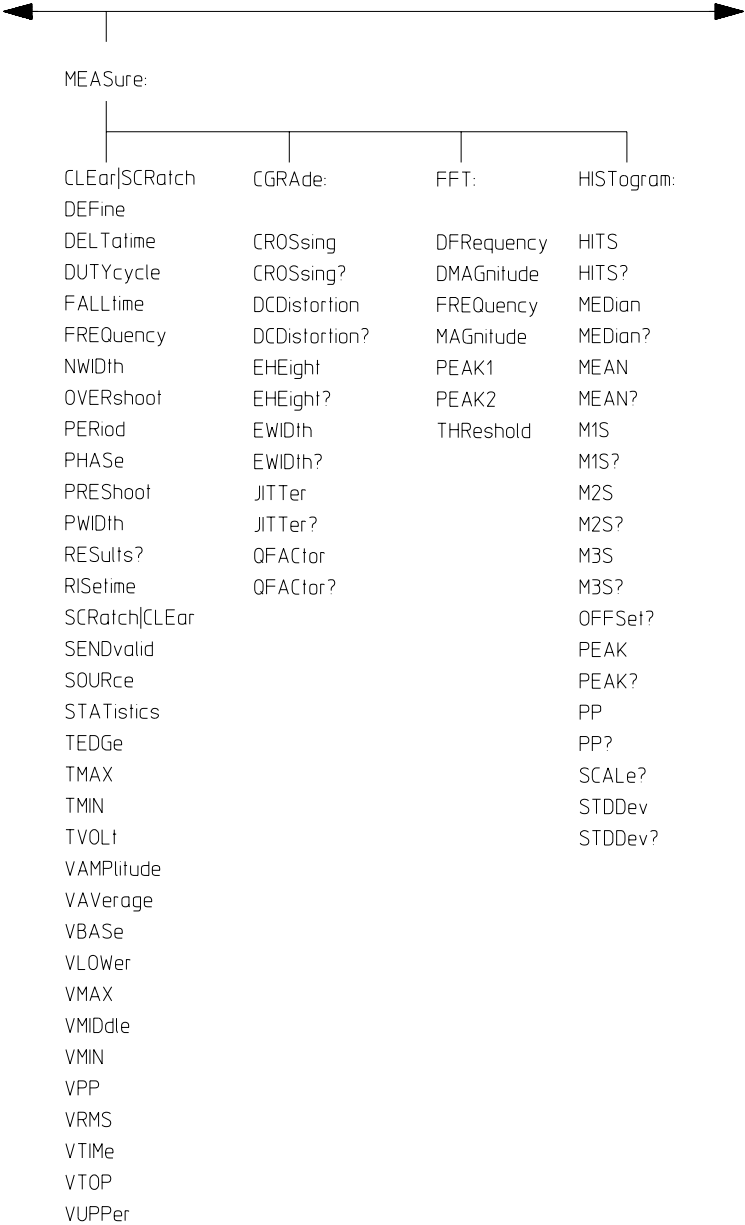 MEASure:
CLEar|SCRatch
DEFine
DELTatime
DUTYcycle
FALLtime
FREQuency
NWIDth
OVERshoot
PERiod
PHASe
PREShoot
PWIDth
RESults?
RISetime
SCRatch|CLEar
SENDvalid
SOURce
STATistics
TEDGe
TMAX
TMIN
TVOLt
VAMPlitude
VAVerage
VBASe
VLOWer
VMAX
VMIDdle
VMIN
VPP
VRMS
VTIMe
VTOP
VUPPer
CGRAde:
CROSsing
CROSsing?
DCDistortion
DCDistortion?
EHEight
EHEight?
EWIDth
EWIDth?
JITTer
JITTer?
QFACtor
QFACtor?
FFT:
DFRequency
DMAGnitude
FREQuency
MAGnitude
PEAK1
PEAK2
THReshold
HISTogram:
HITS
HITS?
MEDian
MEDian?
MEAN
MEAN?
M1S
M1S?
M2S
M2S?
M3S
M3S?
OFFSet?
PEAK
PEAK?
PP
PP?
SCALe?
STDDev
STDDev?